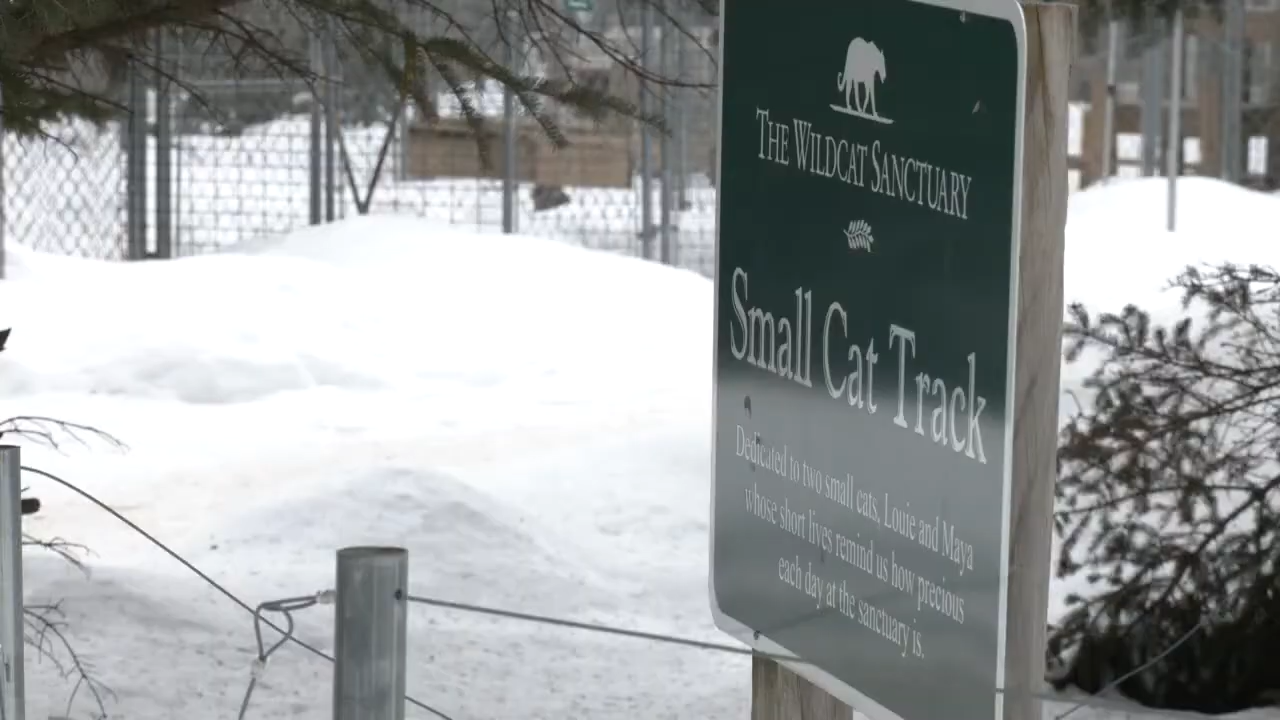 THE WILDCAT SANCTUARY
Small Cat Track
Dedicated to two small cats, Louie and Maya
whose short lives remind us how precious
each day at the sanctuary is.